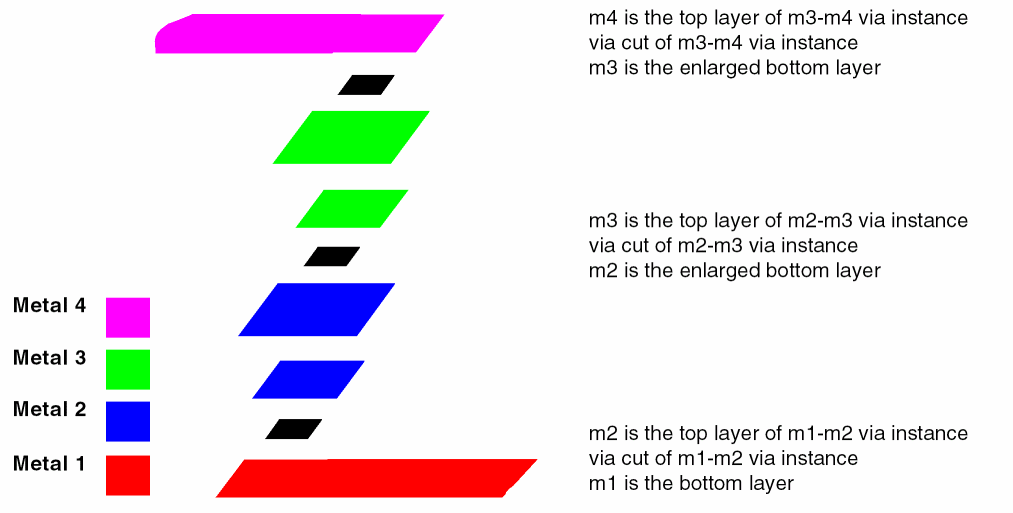 m4 is the top layer of m3-m4 via instance
via cut of m3-m4 via instance
m3 is the enlarged bottom layer
m3 is the top layer of m2-m3 via instance
via cut of m2-m3 via instance
m2 is the enlarged bottom layer
Metal 4
Metal 3
Metal 2
Metal 1
m2 is the top layer of m1-m2 via instance
via cut of m1-m2 via instance
m1 is the bottom layer